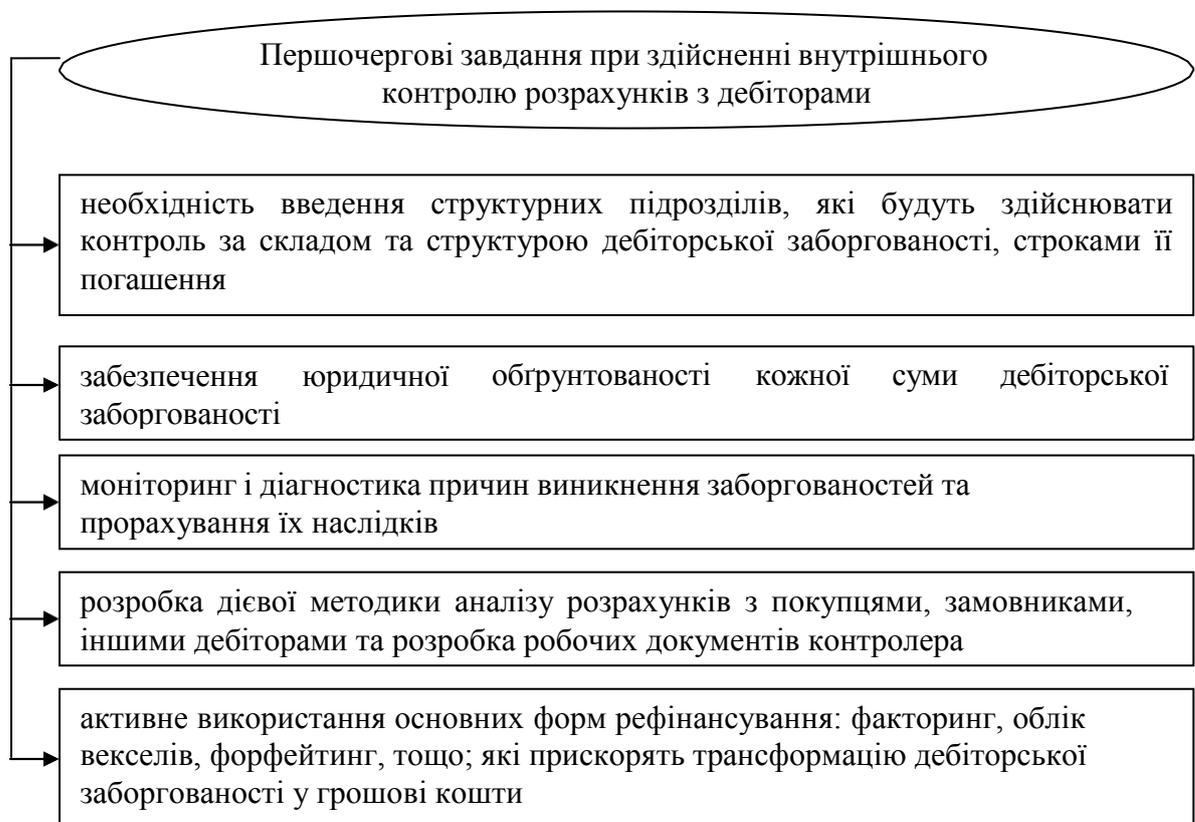 Першочергові завдання при здійсненні внутрішнього
контролю розрахунків з дебіторами
необхідність введення структурних підрозділів, які будуть здійснювати
контроль за складом та структурою дебіторської заборгованості, строками її
погашення
забезпечення юридичної обґрунтованості кожної суми дебіторської
заборгованості
моніторинг і діагностика причин виникнення заборгованостей та
прорахування їх наслідків
розробка дієвої методики аналізу розрахунків з покупцями, замовниками,
іншими дебіторами та розробка робочих документів контролера
активне використання основних форм рефінансування: факторинг, облік
векселів, форфейтинг, тощо; які прискорять трансформацію дебіторської
заборгованості у грошові кошти